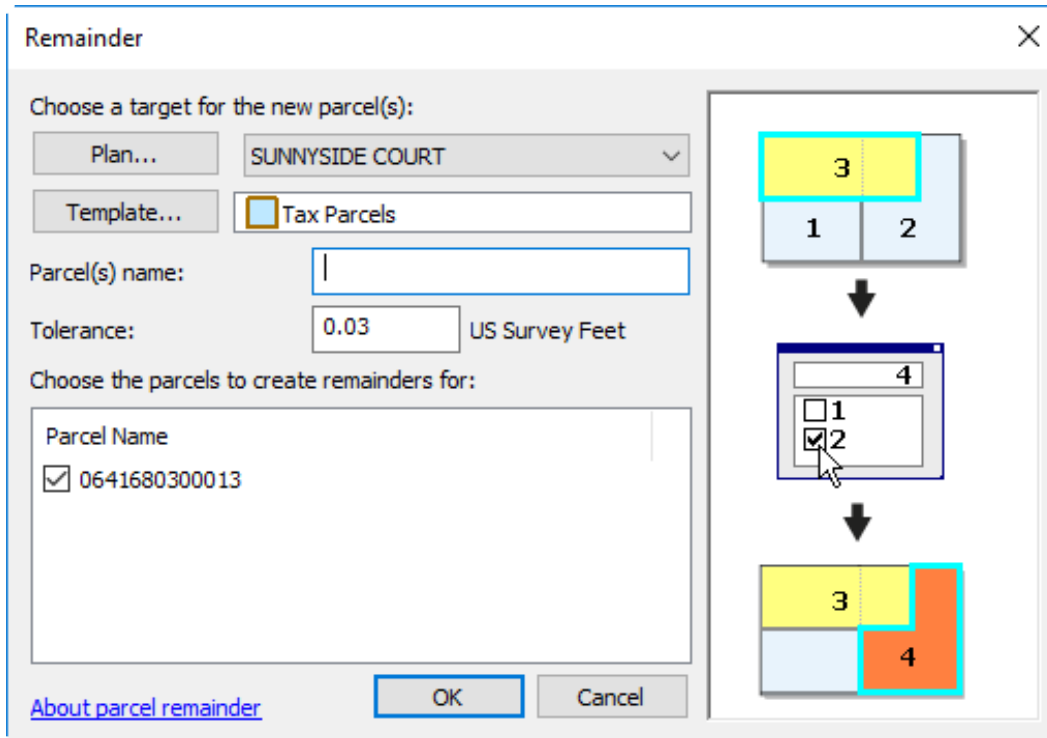 Remainder
Choose a target for the new parcel(s):
Plan...
SUNNYSIDE COURT
Template...
Tax Parcels
Parcel(s) name:
Tolerance:
0.03
US Survey Feet
Choose the parcels to create remainders for:
Parcel Name
0641680300013
About parcel remainder
OK
Cancel
3
1
2
4
1
2
3
4